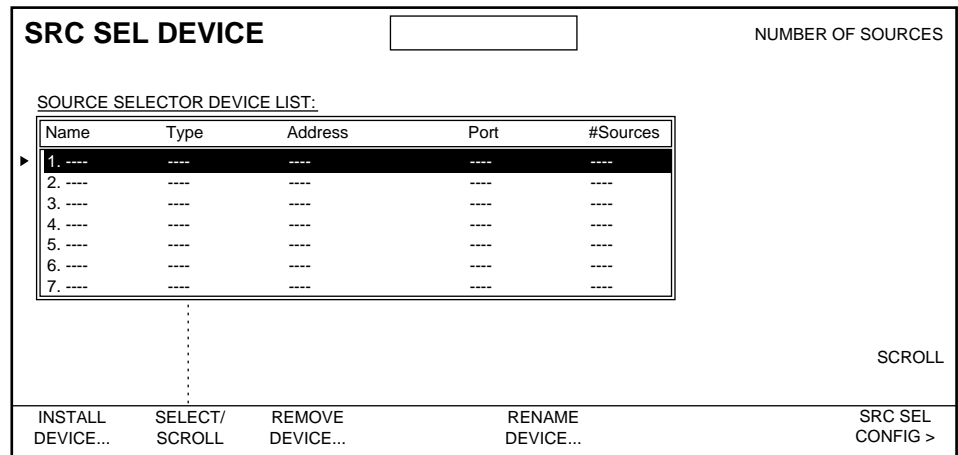 SRC SEL DEVICE
NUMBER OF SOURCES
SOURCE SELECTOR DEVICE LIST:
Name Type Address Port #Sources
1. ---- ---- ---- ---- ----
2. ---- ---- ---- ---- ----
3. ---- ---- ---- ---- ----
4. ---- ---- ---- ---- ----
5. ---- ---- ---- ---- ----
6. ---- ---- ---- ---- ----
7. ---- ---- ---- ---- ----
SCROLL
INSTALL DEVICE...
SELECT/ SCROLL
REMOVE DEVICE...
RENAME DEVICE...
SRC SEL CONFIG >